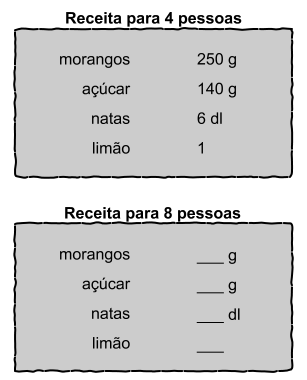 Receita para 4 pessoas
morangos 250 g
açúcar 140 g
natas 6 dl
limão 1
Receita para 8 pessoas
morangos ___ g
açúcar ___ g
natas ___ dl
limão ___